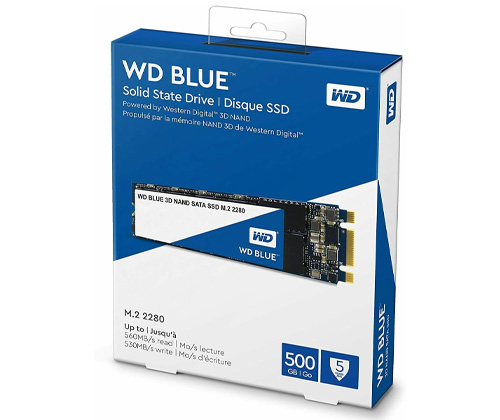 WD BLUE™
Solid State Drive | Disque SSD
Powered by Western Digital™ 3D NAND
Propulsé par la mémoire NAND 3D de Western Digital™
WD
WD BLUE 3D NAND SATA SSD M.2 2280
WD
WD BLUE™
M.2 2280
Up to | Jusqu'à
560MB/s read | Mo/s lecture
530MB/s write | Mo/s d'écriture
500
GB | Go
5
WD BLUE